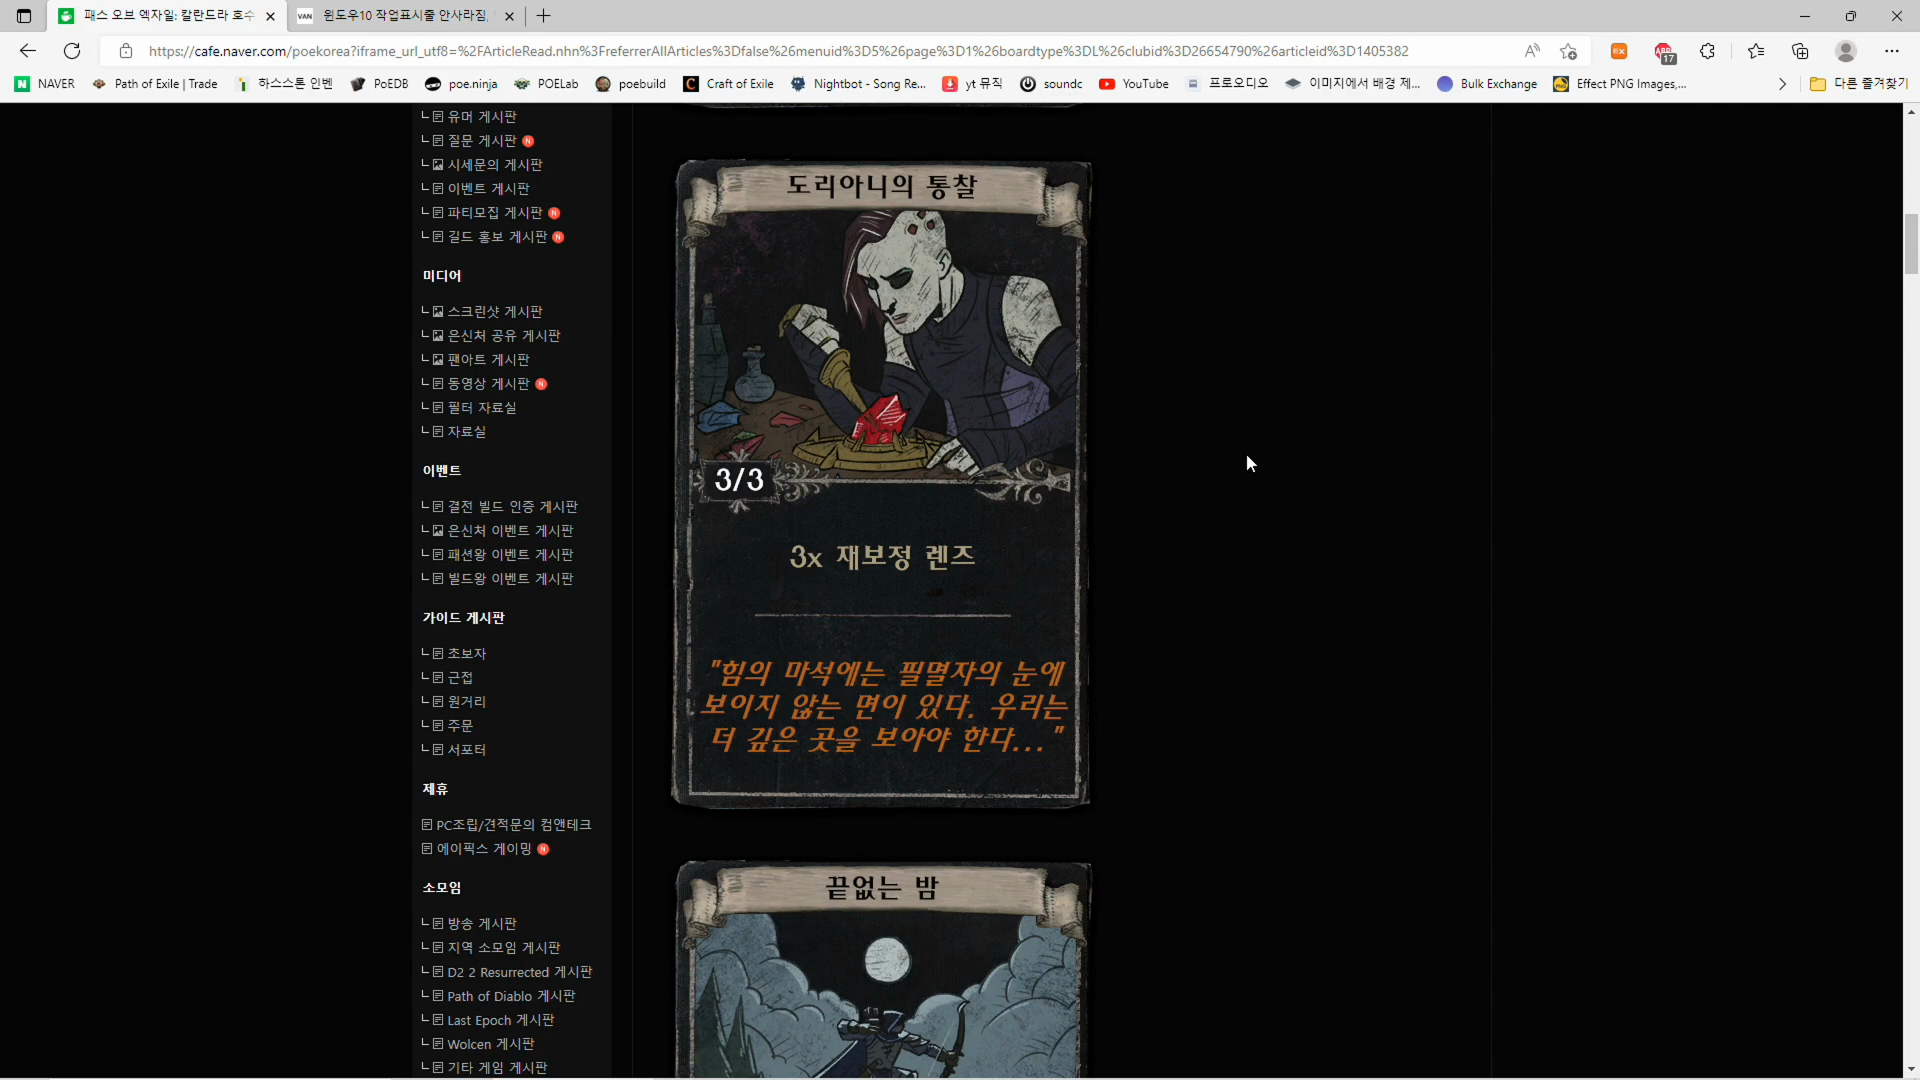 패스 오브 엑자일: 칼란드라 호수
VAN
윈도우10 작업표시줄 안사라짐,
https://cafe.naver.com/poekorea?iframe_url_utf8=%2FArticleRead.nhn%3FreferrerAllArticles%3Dfalse%26menuid%3D5%26page%3D1%26boardtype%3DL%26clubid%3D26654790%26articleid%3D1405382
17
NAVER
Path of Exile | Trade
하스스톤 인벤
PoEDB
poe.ninja
POELab
poebuild
Craft of Exile
Nightbot - Song Re...
yt 뮤직
soundc
YouTube
프로오디오
이미지에서 배경 제...
Bulk Exchange
Effect PNG Images,...
다른 즐겨찾기
유머 게시판
질문 게시판 N
시세문의 게시판
이벤트 게시판
파티모집 게시판 N
길드 홍보 게시판 N
미디어
스크린샷 게시판
은신처 공유 게시판
팬아트 게시판
동영상 게시판 N
필터 자료실
자료실
이벤트
결전 빌드 인증 게시판
은신처 이벤트 게시판
패션왕 이벤트 게시판
빌드왕 이벤트 게시판
가이드 게시판
초보자
근접
원거리
주문
서포터
제휴
PC조립/견적문의 컴앤테크
에이픽스 게이밍 N
소모임
방송 게시판
지역 소모임 게시판
D2 2 Resurrected 게시판
Path of Diablo 게시판
Last Epoch 게시판
Wolcen 게시판
기타 게임 게시판
도리아니의 통찰
3/3
3x 재보정 렌즈
"힘의 마석에는 필멸자의 눈에
보이지 않는 면이 있다. 우리는
더 깊은 곳을 보아야 한다..."
끝없는 밤